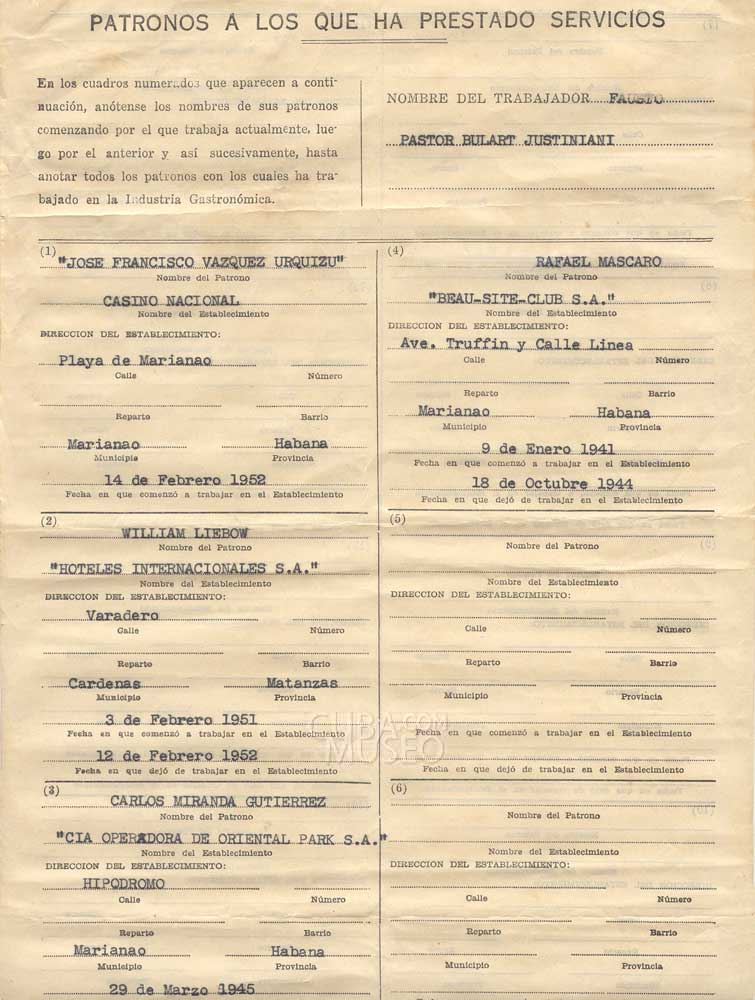 PATRONOS A LOS QUE HA PRESTADO SERVICIOS
En los cuadros numerados que aparecen a conti-
nuación, anótense los nombres de sus patronos
comenzando por el que trabaja actualmente, lue-
go por el anterior y así sucesivamente, hasta
anotar todos los patronos con los cuales ha tra-
bajado en la Industria Gastronómica.
NOMBRE DEL TRABAJADOR FAUSTO
PASTOR BULART JUSTINIANI
(1)
"JOSE FRANCISCO VAZQUEZ URQUIZU"
Nombre del Patrono
CASINO NACIONAL
Nombre del Establecimiento
DIRECCION DEL ESTABLECIMIENTO:
Playa de Marianao
Calle Número
Reparto Barrio
Marianao Habana
Municipio Provincia
14 de Febrero 1952
Fecha en que comenzó a trabajar en el Establecimiento
(2)
WILLIAM LIEBOW
Nombre del Patrono
"HOTELES INTERNACIONALES S.A."
Nombre del Establecimiento
DIRECCION DEL ESTABLECIMIENTO:
Varadero
Calle Número
Reparto Barrio
Cardenas Matanzas
Municipio Provincia
3 de Febrero 1951
Fecha en que comenzó a trabajar en el Establecimiento
12 de Febrero 1952
Fecha en que dejó de trabajar en el Establecimiento
(3)
CARLOS MIRANDA GUTIERREZ
Nombre del Patrono
"CIA OPERADORA DE ORIENTAL PARK S.A."
Nombre del Establecimiento
DIRECCION DEL ESTABLECIMIENTO:
HIPODROMO
Calle Número
Reparto Barrio
Marianao Habana
Municipio Provincia
29 de Marzo 1945
(4)
RAFAEL MASCARO
Nombre del Patrono
"BEAU-SITE-CLUB S.A."
Nombre del Establecimiento
DIRECCION DEL ESTABLECIMIENTO:
Ave. Truffin y Calle Linea
Calle Número
Reparto Barrio
Marianao Habana
Municipio Provincia
9 de Enero 1941
Fecha en que comenzó a trabajar en el Establecimiento
18 de Octubre 1944
Fecha en que dejó de trabajar en el Establecimiento
(5)
Nombre del Patrono
Nombre del Establecimiento
DIRECCION DEL ESTABLECIMIENTO:
Calle Número
Reparto Barrio
Municipio Provincia
Fecha en que comenzó a trabajar en el Establecimiento
Fecha en que dejó de trabajar en el Establecimiento
(6)
Nombre del Patrono
Nombre del Establecimiento
DIRECCION DEL ESTABLECIMIENTO:
Calle Número
Reparto Barrio
Municipio Provincia
CUBA.COM
MUSEO